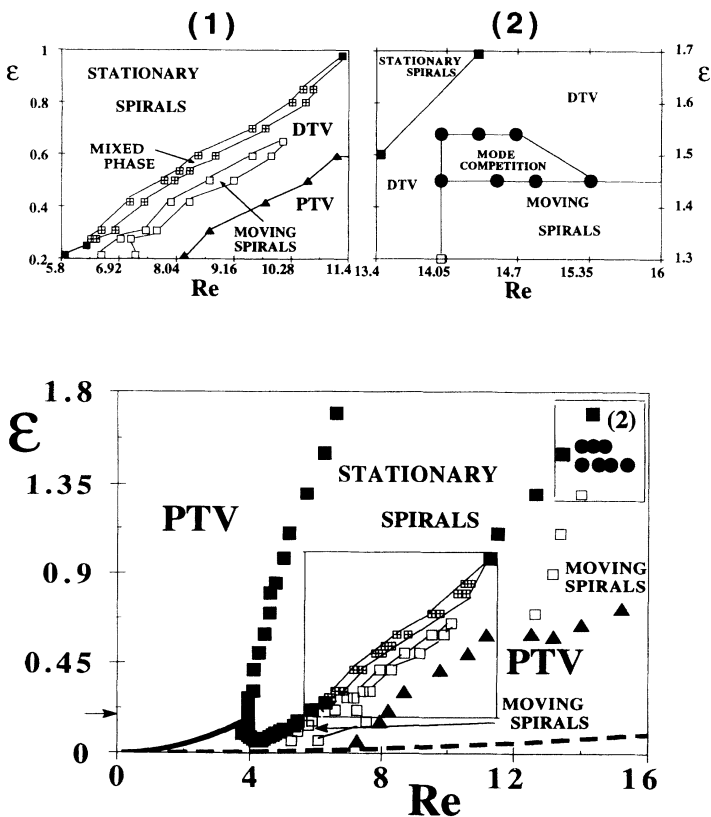 (1)
(2)
ε
1
0.8
0.6
0.4
0.2
STATIONARY
SPIRALS
MIXED
PHASE
DTV
PTV
MOVING
SPIRALS
5.8 6.92 8.04 9.16 10.28 11.4
Re
STATIONARY
SPIRALS
DTV
MODE
COMPETITION
DTV
MOVING
SPIRALS
1.7
ε
1.6
1.5
1.4
1.3
13.4 14.05 14.7 15.35 16
Re
ε
1.8
1.35
0.9
0.45
0
PTV
STATIONARY
SPIRALS
(2)
MOVING
SPIRALS
PTV
MOVING
SPIRALS
0 4 8 12 16
Re